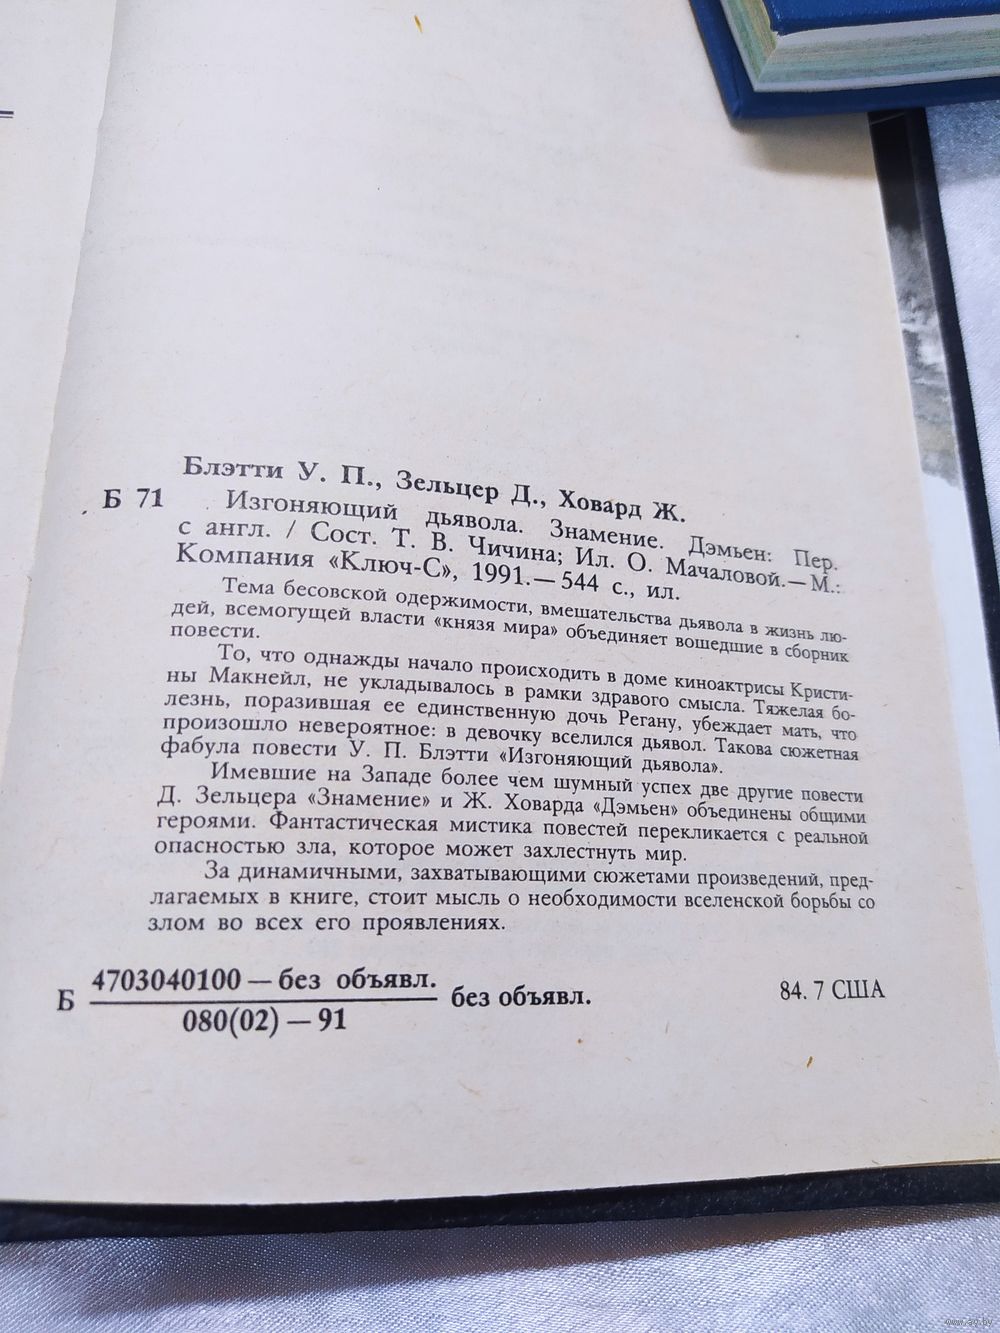 Блэтти У. П., Зельцер Д., Ховард Ж.
Б 71 Изгоняющий дьявола. Знамение. Дэмьен: Пер.
с англ. / Сост. Т. В. Чичина; Ил. О. Мачаловой.— М.:
Компания «Ключ-С», 1991.— 544 с., ил.
Тема бесовской одержимости, вмешательства дьявола в жизнь лю-
дей, всемогущей власти «князя мира» объединяет вошедшие в сборник
повести.
То, что однажды начало происходить в доме киноактрисы Кристи-
ны Макнейл, не укладывалось в рамки здравого смысла. Тяжелая бо-
лезнь, поразившая ее единственную дочь Регану, убеждает мать, что
произошло невероятное: в девочку вселился дьявол. Такова сюжетная
фабула повести У. П. Блэтти «Изгоняющий дьявола».
Имевшие на Западе более чем шумный успех две другие повести
Д. Зельцера «Знамение» и Ж. Ховарда «Дэмьен» объединены общими
героями. Фантастическая мистика повестей перекликается с реальной
опасностью зла, которое может захлестнуть мир.
За динамичными, захватывающими сюжетами произведений, пред-
лагаемых в книге, стоит мысль о необходимости вселенской борьбы со
злом во всех его проявлениях.
Б 4703040100 — без объявл.
080(02) — 91
без объявл.
84. 7 США
www.ay.by